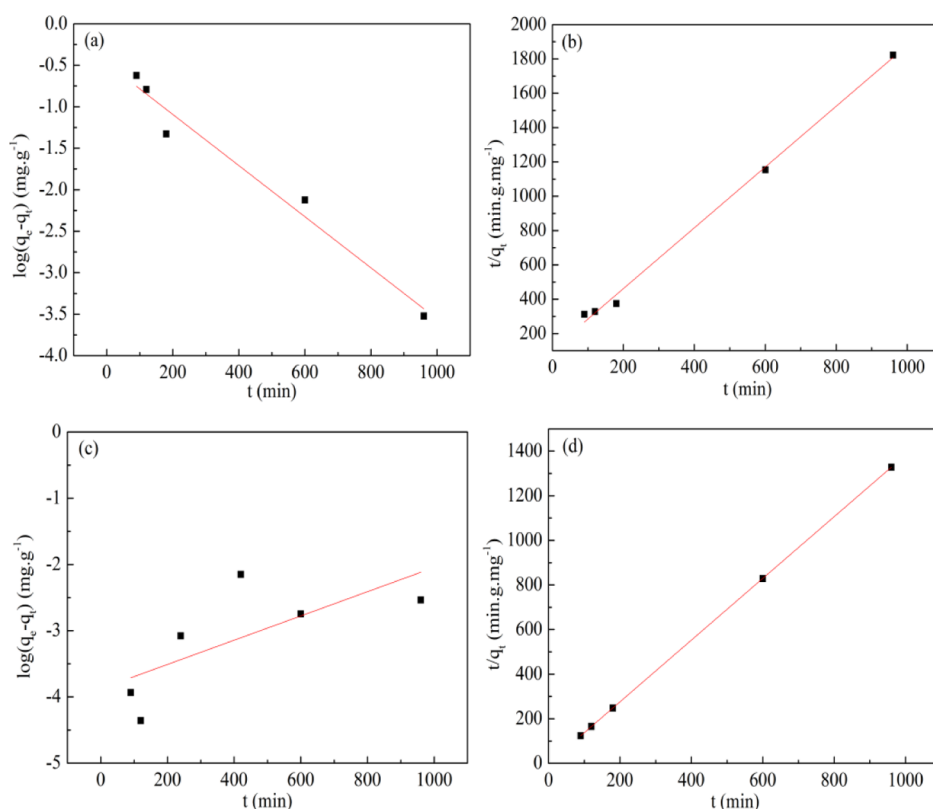 (a)
0.0
-0.5
-1.0
-1.5
-2.0
-2.5
-3.0
-3.5
-4.0
log(qe-qt) (mg.g-1)
0 200 400 600 800 1000
t (min)
(b)
2000
1800
1600
1400
1200
1000
800
600
400
200
t/qt (min.g.mg-1)
0 200 400 600 800 1000
t (min)
(c)
0
-1
-2
-3
-4
-5
log(qe-qt) (mg.g-1)
0 200 400 600 800 1000
t (min)
(d)
1400
1200
1000
800
600
400
200
0
t/qt (min.g.mg-1)
0 200 400 600 800 1000
t (min)